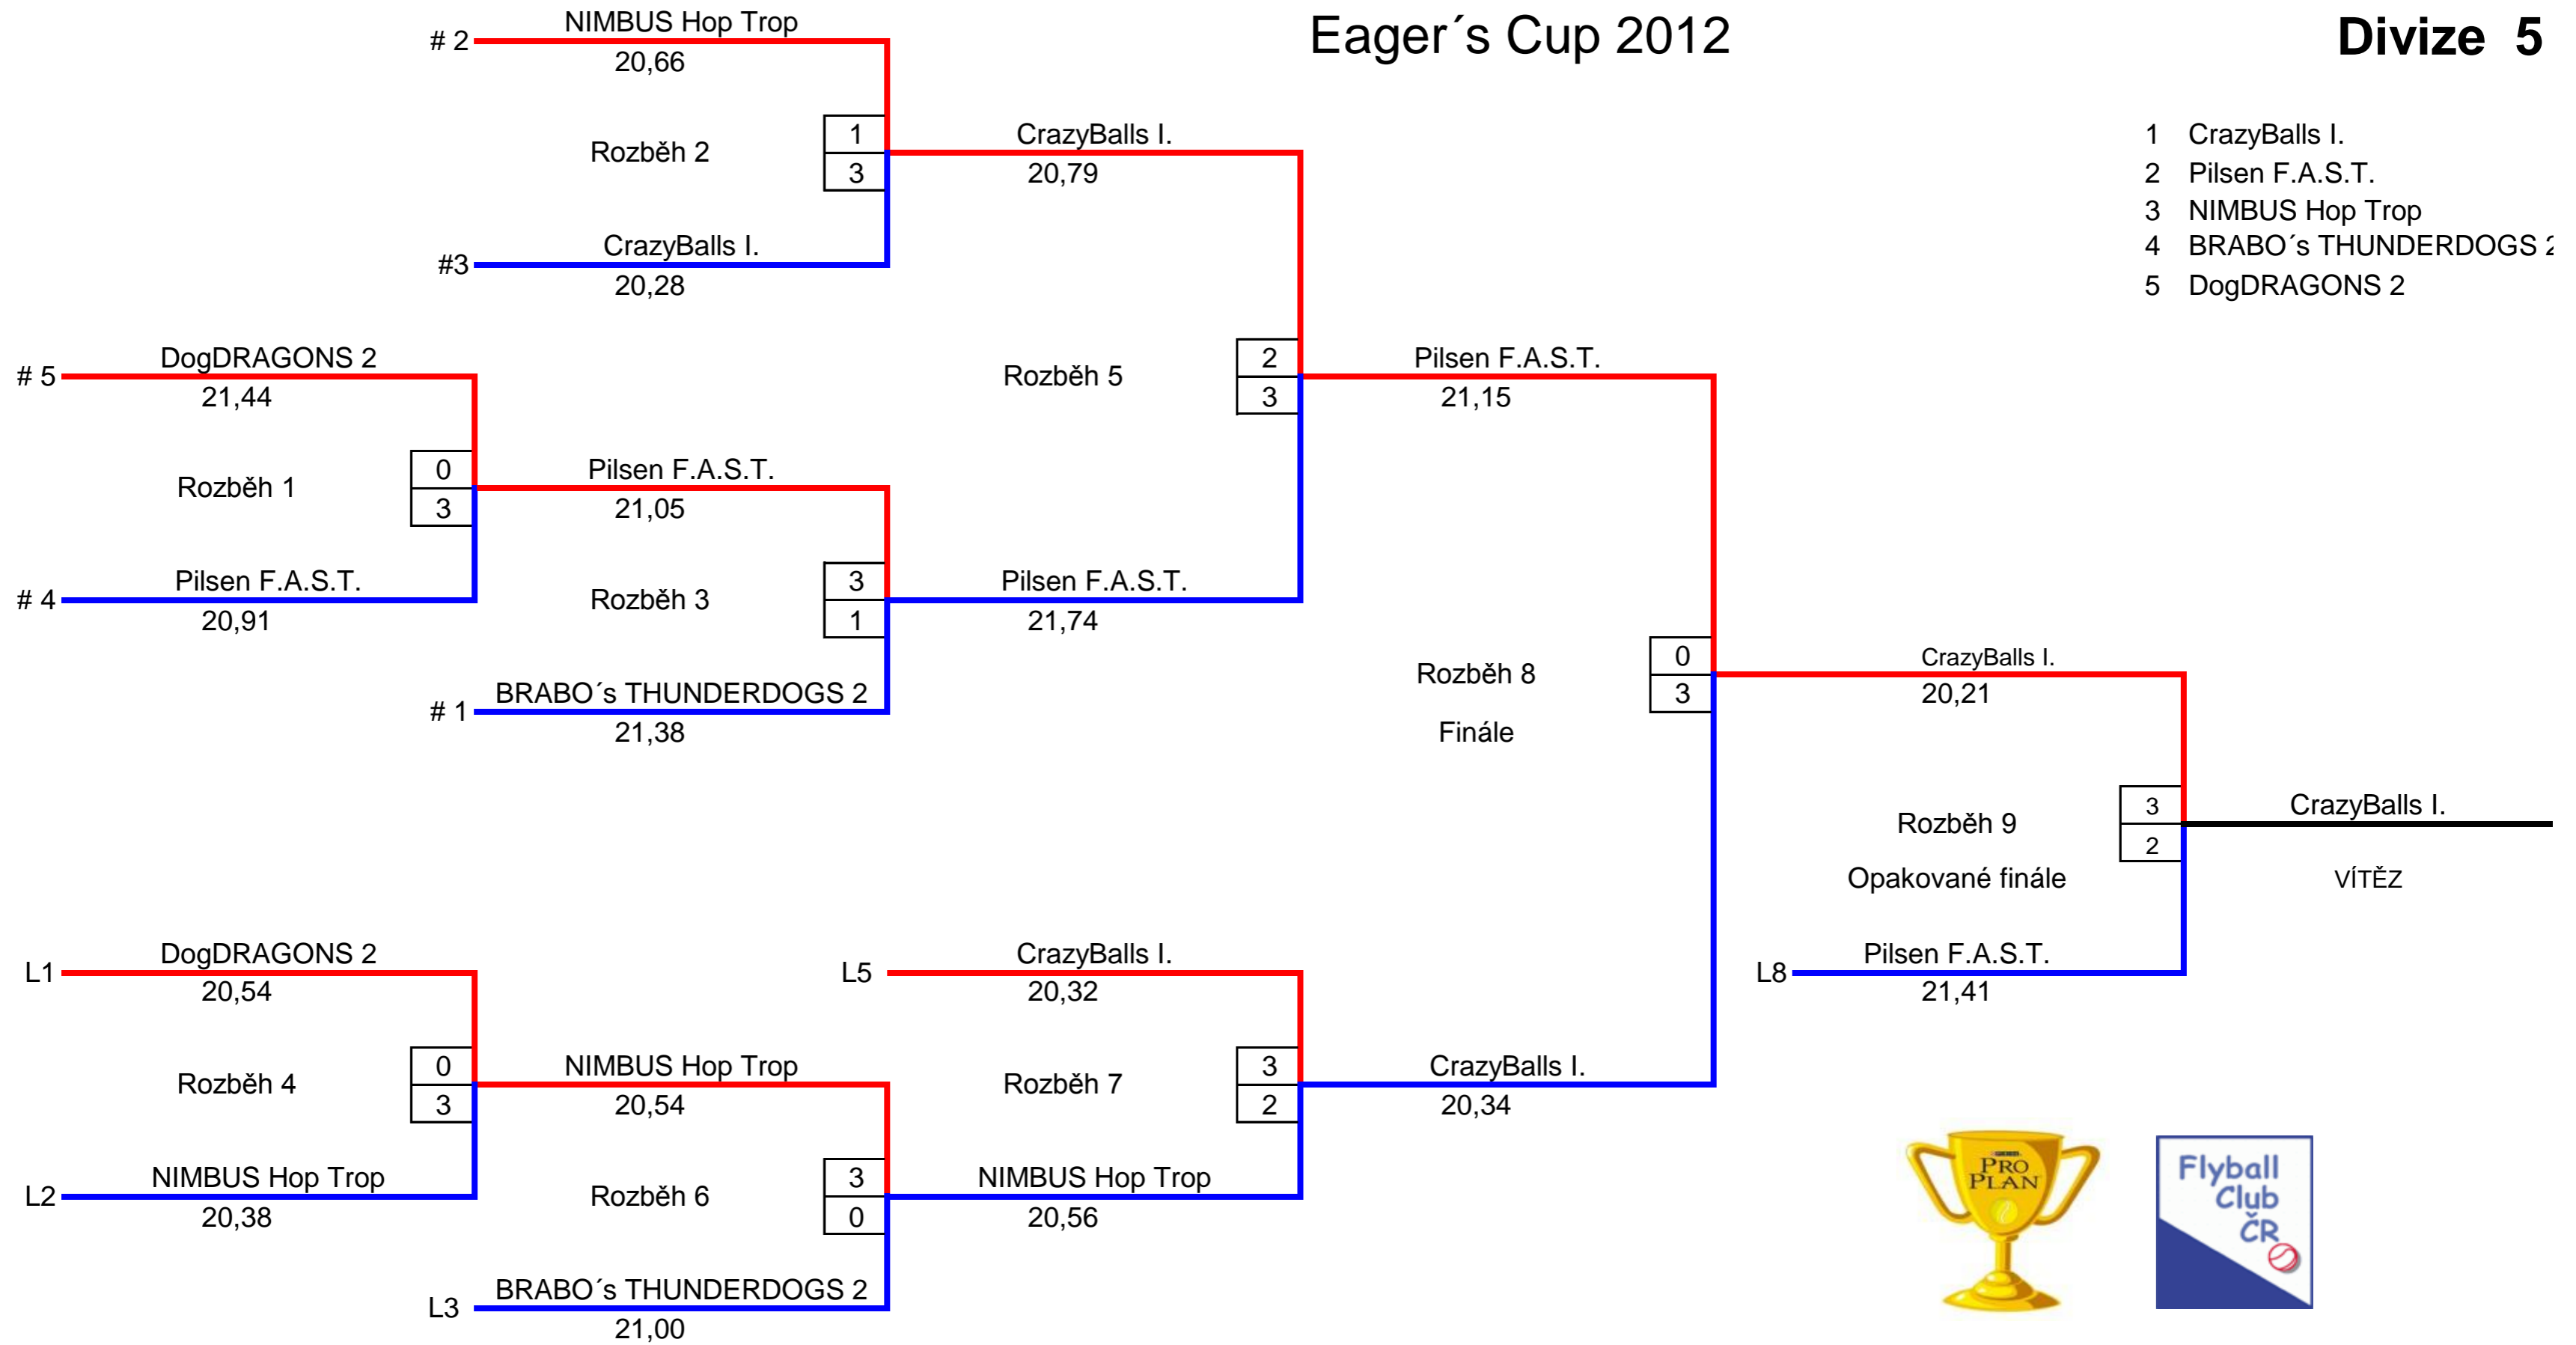 Eager´s Cup 2012
Divize 5
1 CrazyBalls I.
2 Pilsen F.A.S.T.
3 NIMBUS Hop Trop
4 BRABO´s THUNDERDOGS 2
5 DogDRAGONS 2
# 2
NIMBUS Hop Trop
20,66
Rozběh 2
1
3
#3
CrazyBalls I.
20,28
CrazyBalls I.
20,79
# 5
DogDRAGONS 2
21,44
Rozběh 1
0
3
# 4
Pilsen F.A.S.T.
20,91
Pilsen F.A.S.T.
21,05
Rozběh 3
3
1
# 1
BRABO´s THUNDERDOGS 2
21,38
Pilsen F.A.S.T.
21,74
Rozběh 5
2
3
Pilsen F.A.S.T.
21,15
Rozběh 8
Finále
0
3
CrazyBalls I.
20,21
Rozběh 9
Opakované finále
3
2
L8
Pilsen F.A.S.T.
21,41
CrazyBalls I.
VÍTĚZ
L1
DogDRAGONS 2
20,54
Rozběh 4
0
3
L2
NIMBUS Hop Trop
20,38
NIMBUS Hop Trop
20,54
Rozběh 6
3
0
L3
BRABO´s THUNDERDOGS 2
21,00
L5
CrazyBalls I.
20,32
Rozběh 7
3
2
NIMBUS Hop Trop
20,56
CrazyBalls I.
20,34
PRO
PLAN
Flyball
Club
ČR